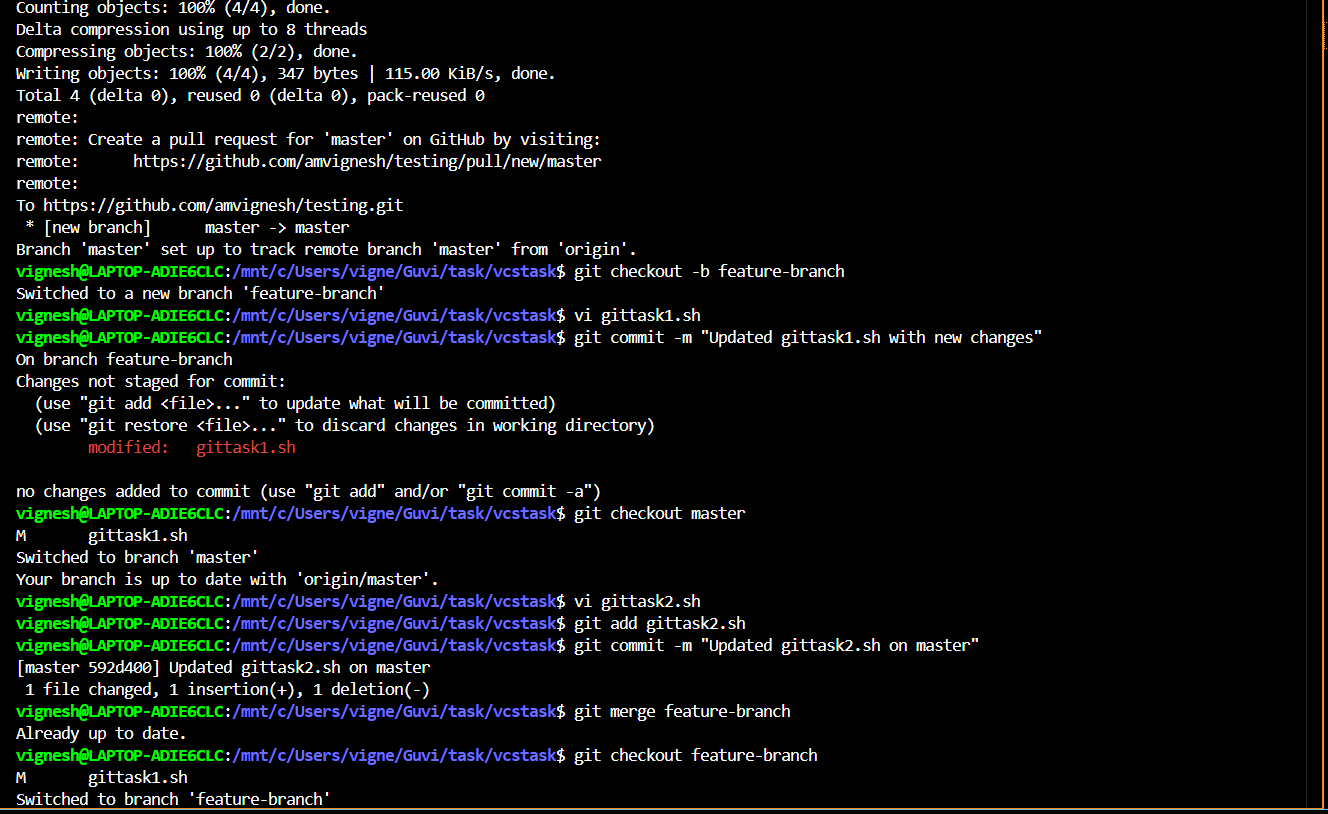 Counting objects: 100% (4/4), done.
Delta compression using up to 8 threads
Compressing objects: 100% (2/2), done.
Writing objects: 100% (4/4), 347 bytes | 115.00 KiB/s, done.
Total 4 (delta 0), reused 0 (delta 0), pack-reused 0
remote:
remote: Create a pull request for 'master' on GitHub by visiting:
remote:      https://github.com/amvignesh/testing/pull/new/master
remote:
To https://github.com/amvignesh/testing.git
 * [new branch]      master -> master
Branch 'master' set up to track remote branch 'master' from 'origin'.
vignesh@LAPTOP-ADIE6CLC:/mnt/c/Users/vigne/Guvi/task/vcstask$ git checkout -b feature-branch
Switched to a new branch 'feature-branch'
vignesh@LAPTOP-ADIE6CLC:/mnt/c/Users/vigne/Guvi/task/vcstask$ vi gittask1.sh
vignesh@LAPTOP-ADIE6CLC:/mnt/c/Users/vigne/Guvi/task/vcstask$ git commit -m "Updated gittask1.sh with new changes"
On branch feature-branch
Changes not staged for commit:
  (use "git add <file>..." to update what will be committed)
  (use "git restore <file>..." to discard changes in working directory)
        modified:   gittask1.sh

no changes added to commit (use "git add" and/or "git commit -a")
vignesh@LAPTOP-ADIE6CLC:/mnt/c/Users/vigne/Guvi/task/vcstask$ git checkout master
M       gittask1.sh
Switched to branch 'master'
Your branch is up to date with 'origin/master'.
vignesh@LAPTOP-ADIE6CLC:/mnt/c/Users/vigne/Guvi/task/vcstask$ vi gittask2.sh
vignesh@LAPTOP-ADIE6CLC:/mnt/c/Users/vigne/Guvi/task/vcstask$ git add gittask2.sh
vignesh@LAPTOP-ADIE6CLC:/mnt/c/Users/vigne/Guvi/task/vcstask$ git commit -m "Updated gittask2.sh on master"
[master 592d400] Updated gittask2.sh on master
 1 file changed, 1 insertion(+), 1 deletion(-)
vignesh@LAPTOP-ADIE6CLC:/mnt/c/Users/vigne/Guvi/task/vcstask$ git merge feature-branch
Already up to date.
vignesh@LAPTOP-ADIE6CLC:/mnt/c/Users/vigne/Guvi/task/vcstask$ git checkout feature-branch
M       gittask1.sh
Switched to branch 'feature-branch'